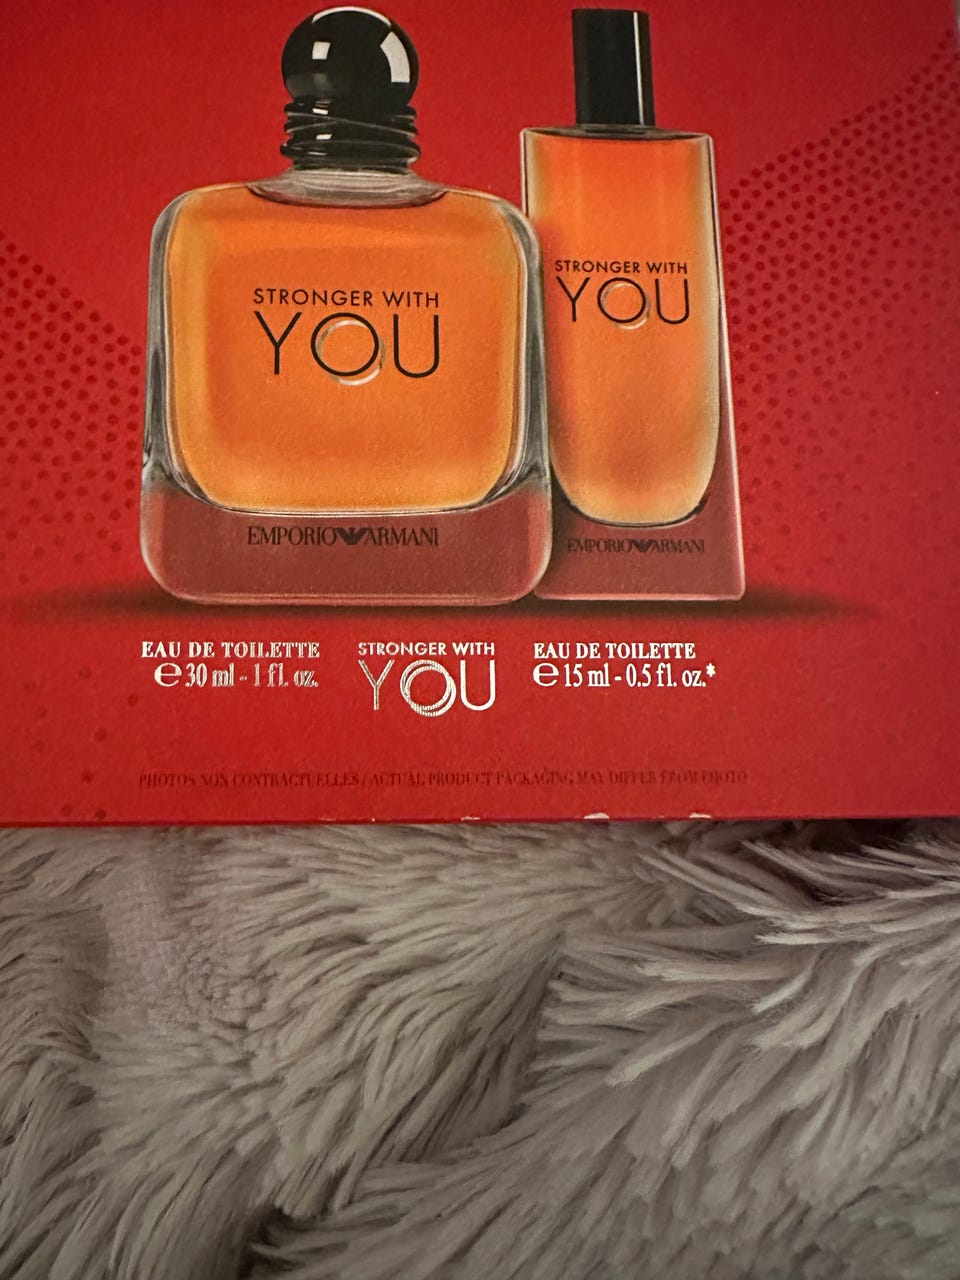 STRONGER WITH
YOU
EMPORIO ARMANI
STRONGER WITH
YOU
EMPORIO ARMANI
EAU DE TOILETTE
℮ 30 ml - 1 fl. oz.
STRONGER WITH
YOU
EAU DE TOILETTE
℮ 15 ml - 0.5 fl. oz.*
* PHOTOS NON CONTRACTUELLES / ACTUAL PRODUCT PACKAGING MAY DIFFER FROM PHOTO